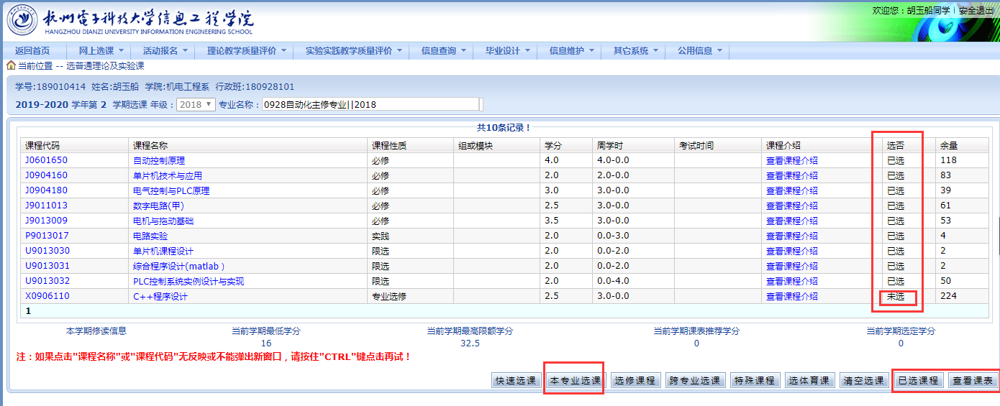 杭州电子科技大学信息工程学院
HANGZHOU DIANZI UNIVERSITY INFORMATION ENGINEERING SCHOOL
欢迎您：胡玉船同学 | 安全退出
返回首页 网上选课 活动报名 理论教学质量评价 实验实践教学质量评价 信息查询 毕业设计 信息维护 其它系统 公用信息
当前位置 -- 选普通理论及实验课
学号:189010414 姓名:胡玉船 学院:机电工程系 行政班:180928101
2019-2020 学年第 2 学期选课 年级：2018 专业名称：0928自动化主修专业||2018
共10条记录！
课程代码 课程名称 课程性质 组或模块 学分 周学时 考试时间 课程介绍 选否 余量
J0601650 自动控制原理 必修 4.0 4.0-0.0 查看课程介绍 已选 118
J0904160 单片机技术与应用 必修 2.0 2.0-0.0 查看课程介绍 已选 83
J0904180 电气控制与PLC原理 必修 3.0 3.0-0.0 查看课程介绍 已选 39
J9011013 数字电路(甲) 必修 2.5 3.0-0.0 查看课程介绍 已选 61
J9013009 电机与拖动基础 必修 3.5 3.0-0.0 查看课程介绍 已选 53
P9013017 电路实验 实践 2.0 0.0-3.0 查看课程介绍 已选 4
U9013030 单片机课程设计 限选 2.0 0.0-2.0 查看课程介绍 已选 2
U9013031 综合程序设计(matlab） 限选 2.0 0.0-2.0 查看课程介绍 已选 2
U9013032 PLC控制系统实例设计与实现 限选 2.0 0.0-4.0 查看课程介绍 已选 50
X0906110 C++程序设计 专业选修 2.5 3.0-0.0 查看课程介绍 未选 224
1
本学期修读信息 当前学期最低学分 当前学期最高限额学分 当前学期课表推荐学分 当前学期选定学分
16 32.5 0 0
注：如果点击"课程名称"或"课程代码"无反映或不能弹出新窗口，请按住"CTRL"键点击再试！
快速选课 本专业选课 选修课程 跨专业选课 特殊课程 选体育课 清空选课 已选课程 查看课表